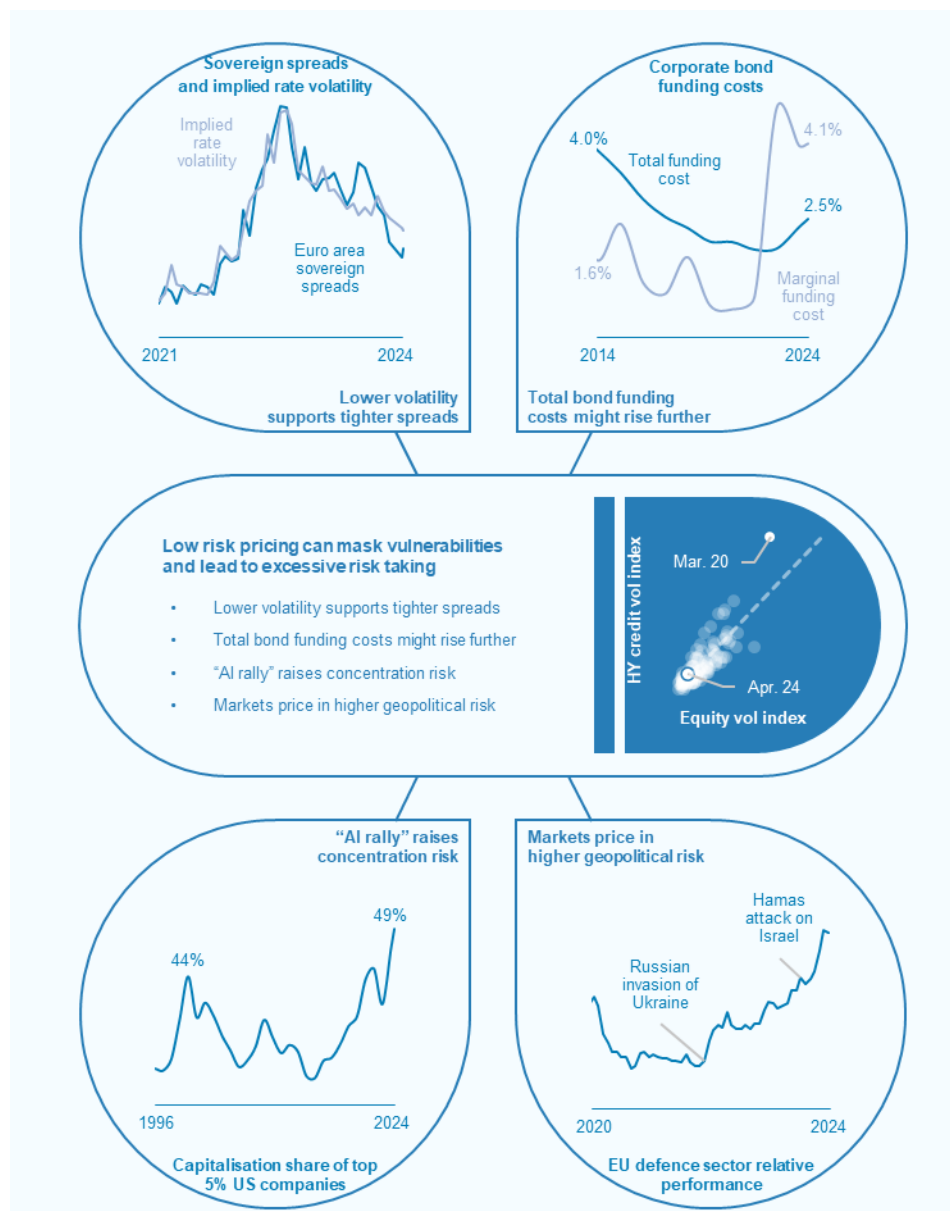 Sovereign spreads
and implied rate volatility
Implied
rate
volatility
Euro area
sovereign
spreads
2021
2024
Lower volatility
supports tighter spreads
Corporate bond
funding costs
4.0%
Total funding
cost
4.1%
2.5%
1.6%
Marginal
funding
cost
2014
2024
Total bond funding
costs might rise further
Low risk pricing can mask vulnerabilities
and lead to excessive risk taking
• Lower volatility supports tighter spreads
• Total bond funding costs might rise further
• “AI rally” raises concentration risk
• Markets price in higher geopolitical risk
HY credit vol index
Mar. 20
Apr. 24
Equity vol index
“AI rally” raises
concentration risk
44%
49%
1996
2024
Capitalisation share of top
5% US companies
Markets price in
higher geopolitical risk
Hamas
attack on
Israel
Russian
invasion of
Ukraine
2020
2024
EU defence sector relative
performance